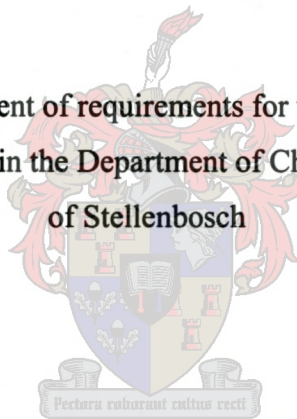 ent of requirements for
in the Department of Ch
of Stellenbosch
Pectora roborant cultus recti